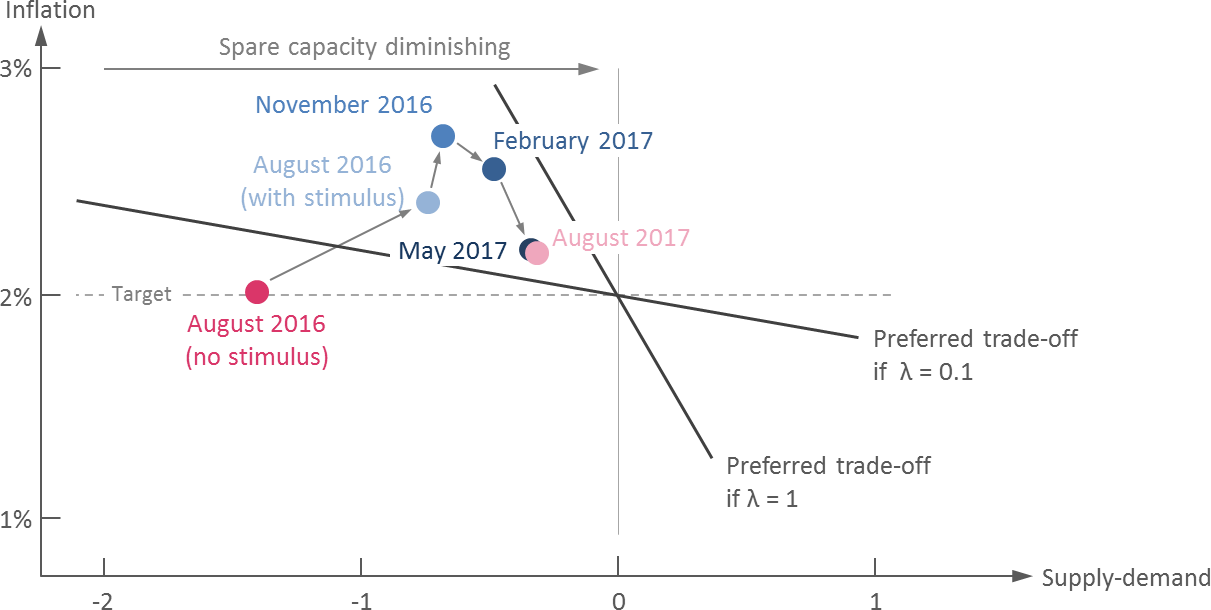 Inflation
Spare capacity diminishing
3%
November 2016
February 2017
August 2016
(with stimulus)
May 2017
August 2017
2%
Target
August 2016
(no stimulus)
Preferred trade-off
if λ = 0.1
Preferred trade-off
if λ = 1
1%
Supply-demand
-2
-1
0
1